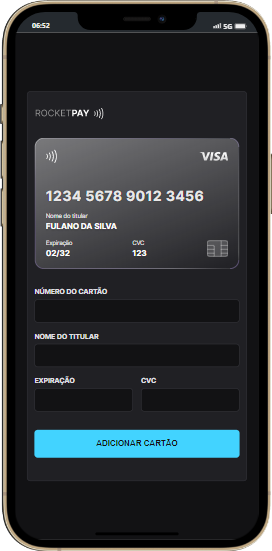 06:52
5G
ROCKETPAY
VISA
1234 5678 9012 3456
Nome do titular
FULANO DA SILVA
Expiração CVC
02/32 123
NÚMERO DO CARTÃO
NOME DO TITULAR
EXPIRAÇÃO CVC
ADICIONAR CARTÃO